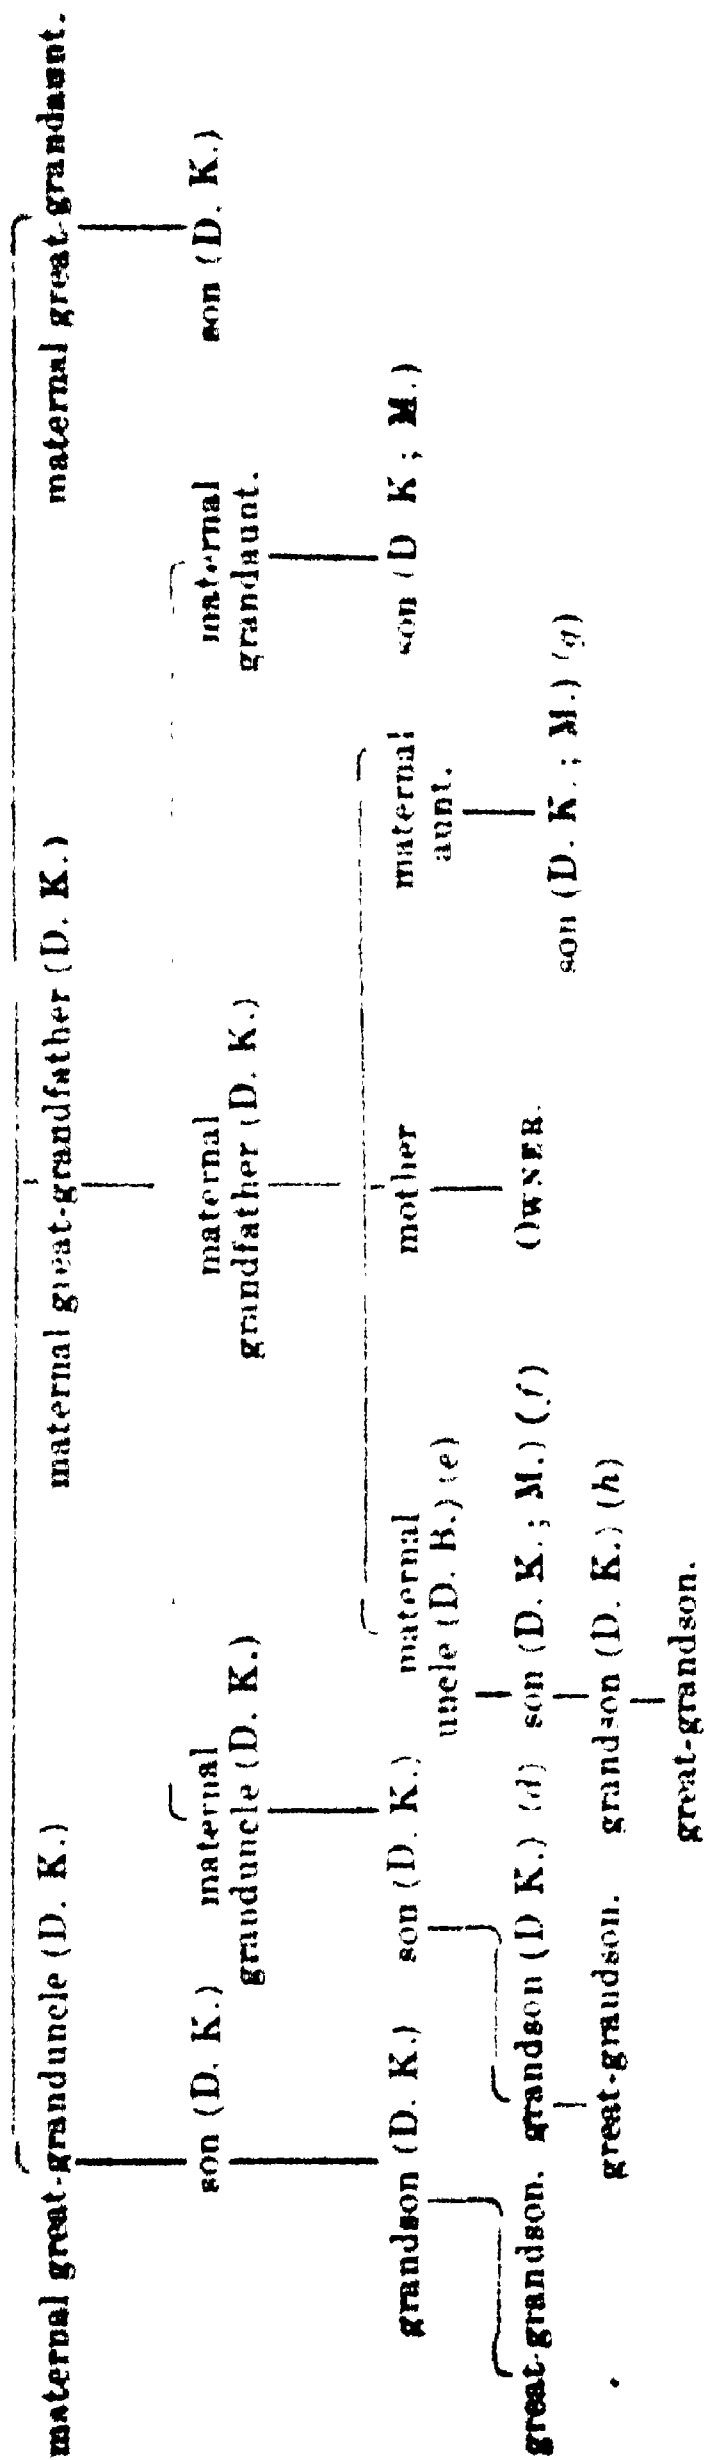 maternal great-granduncle (D. K.) maternal great-grandfather (D. K.) maternal great-grandaunt.
son (D. K.) maternal granduncle (D. K.) maternal grandfather (D. K.) maternal grandaunt. son (D. K.)
grandson (D. K.) son (D. K.) maternal uncle (D. B.) (e) mother maternal aunt. son (D K ; M.)
great-grandson. grandson (D K.) (d) son (D. K. ; M.) (f) OWNER. son (D. K. ; M.) (g)
great-grandson. grandson (D. K.) (h)
great-grandson.